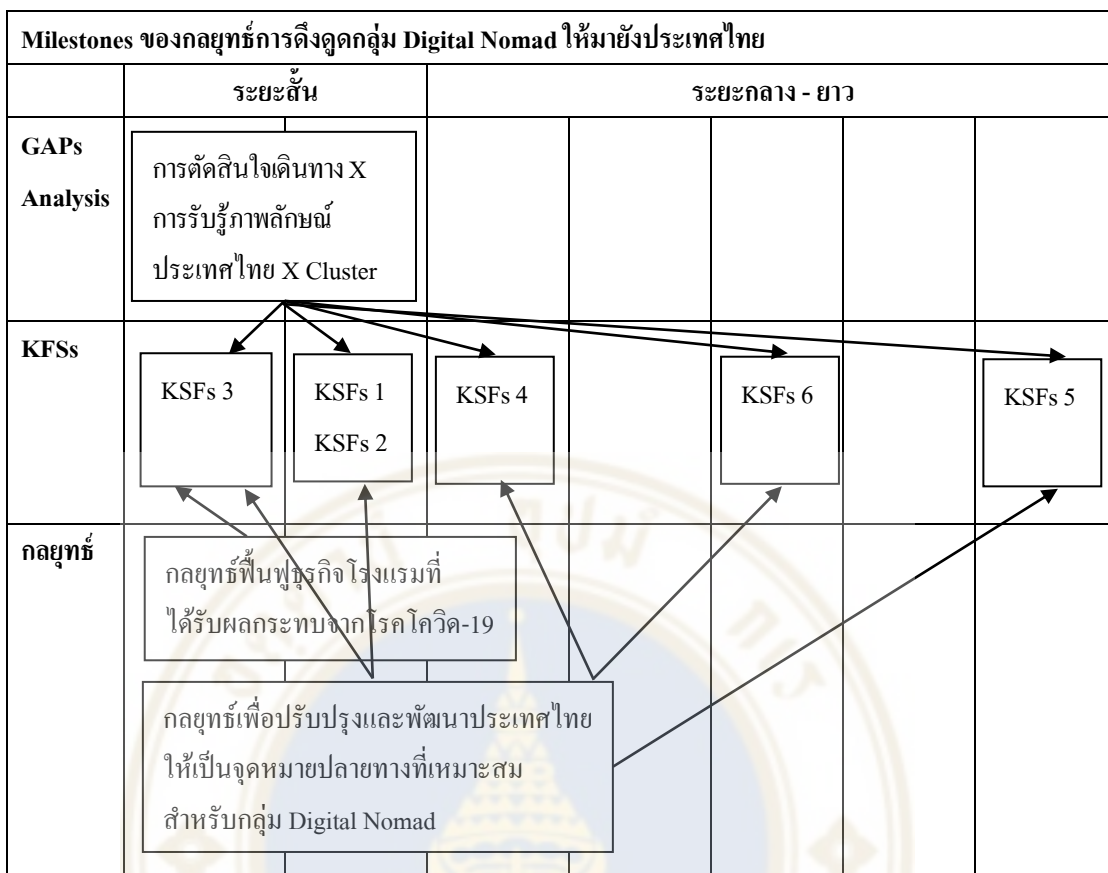 Milestones ของกลยุทธ์การดึงดูดกลุ่ม Digital Nomad ให้มายังประเทศไทย
ระยะสั้น
ระยะกลาง - ยาว
GAPs
Analysis
การตัดสินใจเดินทาง X
การรับรู้ภาพลักษณ์
ประเทศไทย X Cluster
KFSs
KSFs 3
KSFs 1
KSFs 2
KSFs 4
KSFs 6
KSFs 5
กลยุทธ์
กลยุทธ์ฟื้นฟูธุรกิจโรงแรมที่
ได้รับผลกระทบจากโรคโควิด-19
กลยุทธ์เพื่อปรับปรุงและพัฒนาประเทศไทย
ให้เป็นจุดหมายปลายทางที่เหมาะสม
สำหรับกลุ่ม Digital Nomad